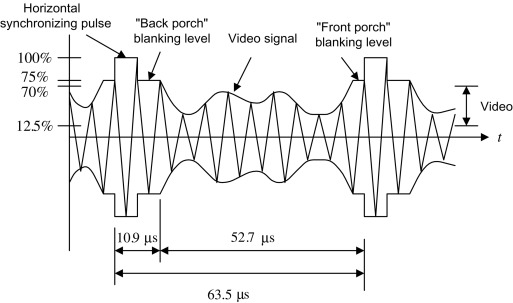 Horizontal
synchronizing pulse
"Back porch"
blanking level
Video signal
"Front porch"
blanking level
100%
75%
70%
12.5%
Video
t
10.9 μs
52.7 μs
63.5 μs